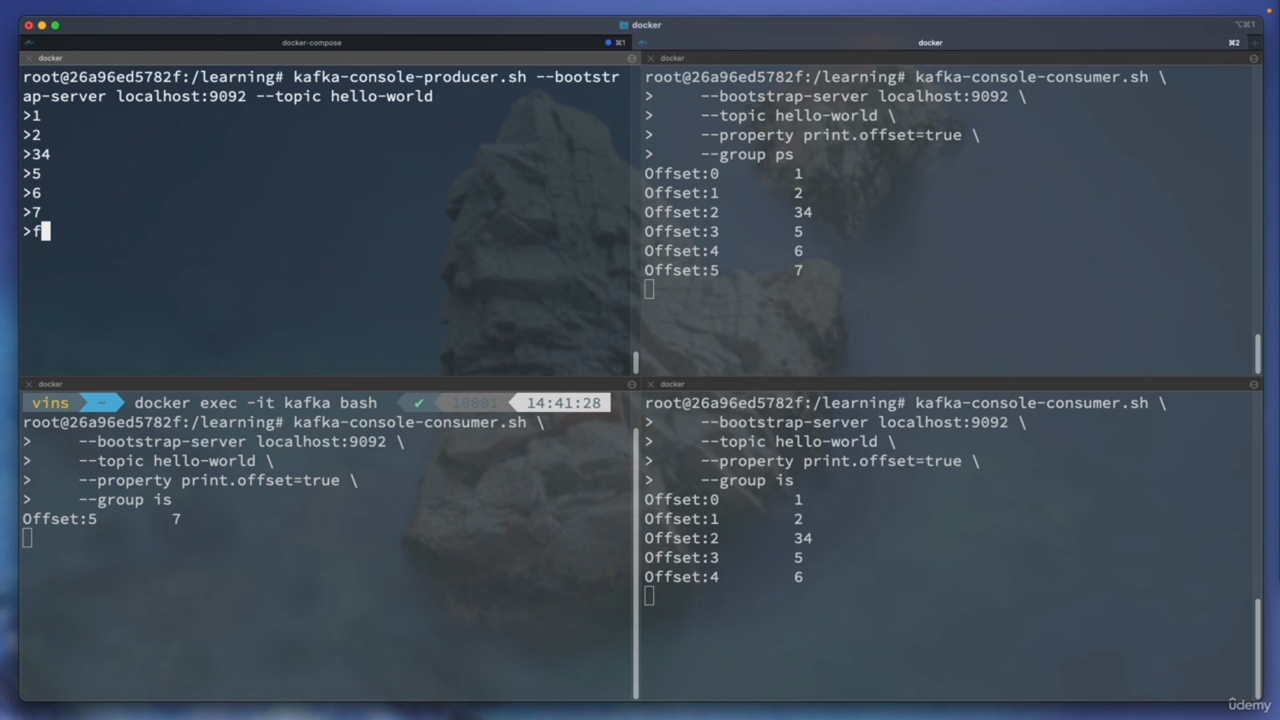 docker
⌥⌘1
docker-compose
⌘1
docker
⌘2
docker
root@26a96ed5782f:/learning# kafka-console-producer.sh --bootstr
ap-server localhost:9092 --topic hello-world
>1
>2
>34
>5
>6
>7
>f
docker
root@26a96ed5782f:/learning# kafka-console-consumer.sh \
>     --bootstrap-server localhost:9092 \
>     --topic hello-world \
>     --property print.offset=true \
>     --group ps
Offset:0        1
Offset:1        2
Offset:2        34
Offset:3        5
Offset:4        6
Offset:5        7
docker
vins ~ docker exec -it kafka bash ✔ 10001 14:41:28
root@26a96ed5782f:/learning# kafka-console-consumer.sh \
>     --bootstrap-server localhost:9092 \
>     --topic hello-world \
>     --property print.offset=true \
>     --group is
Offset:5        7
docker
root@26a96ed5782f:/learning# kafka-console-consumer.sh \
>     --bootstrap-server localhost:9092 \
>     --topic hello-world \
>     --property print.offset=true \
>     --group is
Offset:0        1
Offset:1        2
Offset:2        34
Offset:3        5
Offset:4        6
udemy